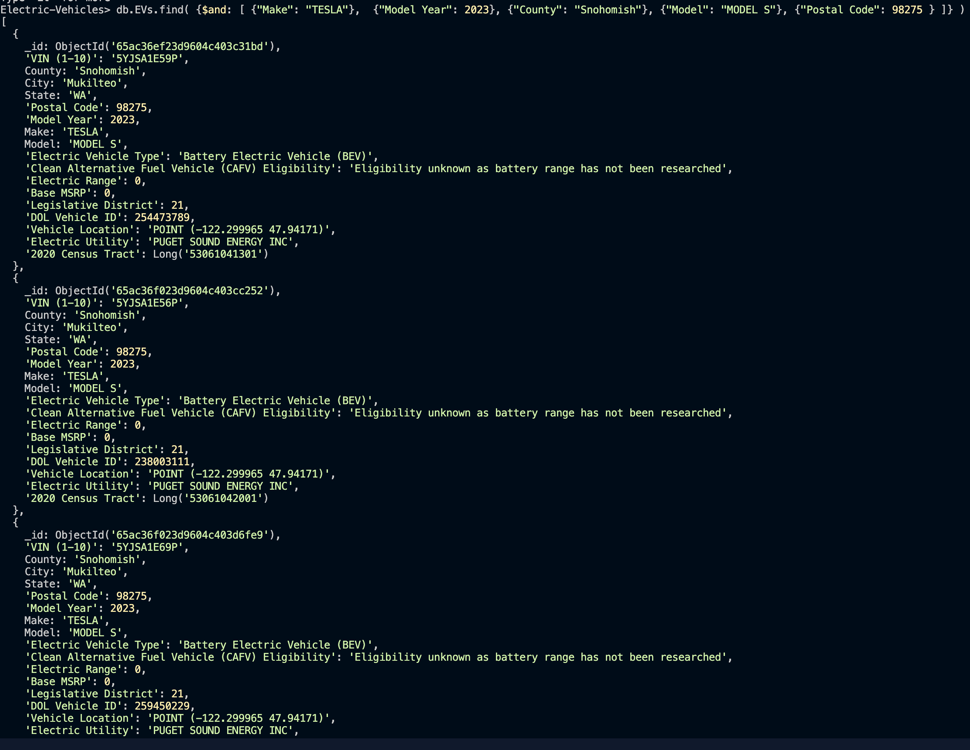 Electric-Vehicles> db.EVs.find( {$and: [ {"Make": "TESLA"},  {"Model Year": 2023}, {"County": "Snohomish"}, {"Model": "MODEL S"}, {"Postal Code": 98275 } ]} )
[
  {
    _id: ObjectId('65ac36ef23d9604c403c31bd'),
    'VIN (1-10)': '5YJSA1E59P',
    County: 'Snohomish',
    City: 'Mukilteo',
    State: 'WA',
    'Postal Code': 98275,
    'Model Year': 2023,
    Make: 'TESLA',
    Model: 'MODEL S',
    'Electric Vehicle Type': 'Battery Electric Vehicle (BEV)',
    'Clean Alternative Fuel Vehicle (CAFV) Eligibility': 'Eligibility unknown as battery range has not been researched',
    'Electric Range': 0,
    'Base MSRP': 0,
    'Legislative District': 21,
    'DOL Vehicle ID': 254473789,
    'Vehicle Location': 'POINT (-122.299965 47.94171)',
    'Electric Utility': 'PUGET SOUND ENERGY INC',
    '2020 Census Tract': Long('53061041301')
  },
  {
    _id: ObjectId('65ac36f023d9604c403cc252'),
    'VIN (1-10)': '5YJSA1E56P',
    County: 'Snohomish',
    City: 'Mukilteo',
    State: 'WA',
    'Postal Code': 98275,
    'Model Year': 2023,
    Make: 'TESLA',
    Model: 'MODEL S',
    'Electric Vehicle Type': 'Battery Electric Vehicle (BEV)',
    'Clean Alternative Fuel Vehicle (CAFV) Eligibility': 'Eligibility unknown as battery range has not been researched',
    'Electric Range': 0,
    'Base MSRP': 0,
    'Legislative District': 21,
    'DOL Vehicle ID': 238003111,
    'Vehicle Location': 'POINT (-122.299965 47.94171)',
    'Electric Utility': 'PUGET SOUND ENERGY INC',
    '2020 Census Tract': Long('53061042001')
  },
  {
    _id: ObjectId('65ac36f023d9604c403d6fe9'),
    'VIN (1-10)': '5YJSA1E69P',
    County: 'Snohomish',
    City: 'Mukilteo',
    State: 'WA',
    'Postal Code': 98275,
    'Model Year': 2023,
    Make: 'TESLA',
    Model: 'MODEL S',
    'Electric Vehicle Type': 'Battery Electric Vehicle (BEV)',
    'Clean Alternative Fuel Vehicle (CAFV) Eligibility': 'Eligibility unknown as battery range has not been researched',
    'Electric Range': 0,
    'Base MSRP': 0,
    'Legislative District': 21,
    'DOL Vehicle ID': 259450229,
    'Vehicle Location': 'POINT (-122.299965 47.94171)',
    'Electric Utility': 'PUGET SOUND ENERGY INC',